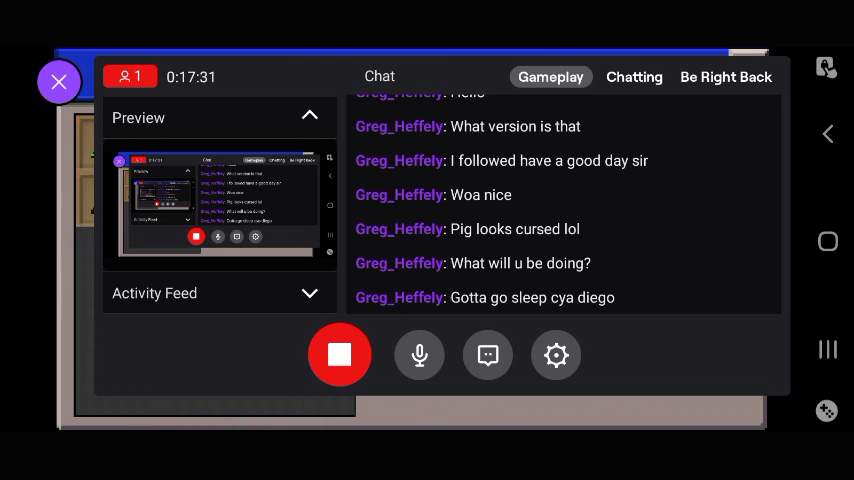 1 0:17:31 Chat Gameplay Chatting Be Right Back
Preview
Greg_Heffely: Hello
Greg_Heffely: What version is that
Greg_Heffely: I followed have a good day sir
Greg_Heffely: Woa nice
Greg_Heffely: Pig looks cursed lol
Greg_Heffely: What will u be doing?
Greg_Heffely: Gotta go sleep cya diego
Activity Feed